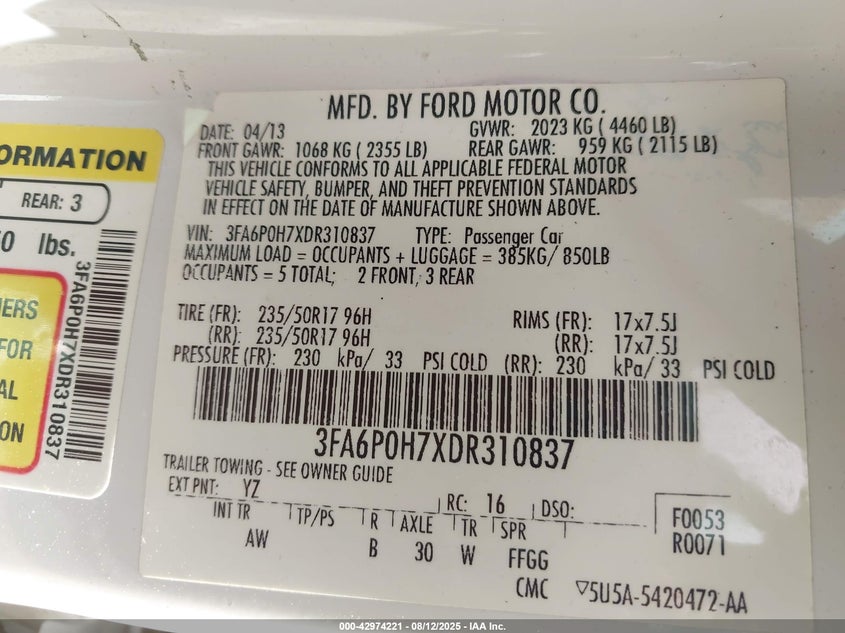 MFD. BY FORD MOTOR CO.
DATE: 04/13 GVWR: 2023 KG ( 4460 LB)
FRONT GAWR: 1068 KG ( 2355 LB) REAR GAWR: 959 KG ( 2115 LB)
THIS VEHICLE CONFORMS TO ALL APPLICABLE FEDERAL MOTOR
VEHICLE SAFETY, BUMPER, AND THEFT PREVENTION STANDARDS
IN EFFECT ON THE DATE OF MANUFACTURE SHOWN ABOVE.
VIN: 3FA6P0H7XDR310837 TYPE: Passenger Car
MAXIMUM LOAD = OCCUPANTS + LUGGAGE = 385KG/ 850LB
OCCUPANTS = 5 TOTAL; 2 FRONT, 3 REAR
TIRE (FR): 235/50R17 96H RIMS (FR): 17x7.5J
(RR): 235/50R17 96H (RR): 17x7.5J
PRESSURE (FR): 230 kPa/ 33 PSI COLD (RR): 230 kPa/ 33 PSI COLD
3FA6P0H7XDR310837
TRAILER TOWING - SEE OWNER GUIDE
EXT PNT: YZ RC: 16 DSO:
INT TR TP/PS R AXLE TR SPR
AW B 30 W FFGG
F0053
R0071
CMC ▽5U5A-5420472-AA
ORMATION
REAR: 3
0 lbs.
3FA6P0H7XDR310837
IERS
FOR
AL
ON
000-42974221 - 08/12/2025 - IAA Inc.